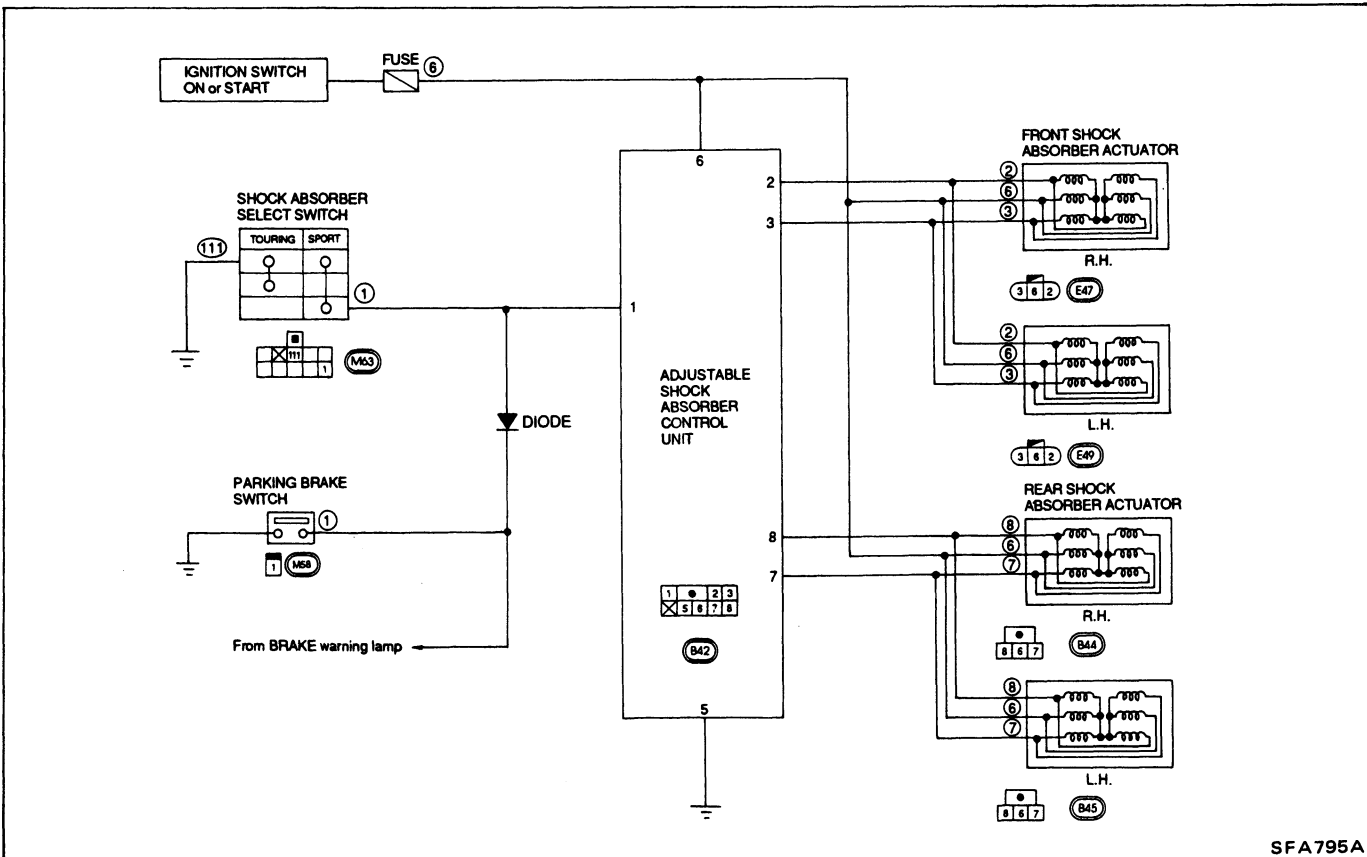 IGNITION SWITCH
ON or START
FUSE
6
6
SHOCK ABSORBER
SELECT SWITCH
TOURING SPORT
111
1
111
1
M63
DIODE
PARKING BRAKE
SWITCH
1
1
M58
From BRAKE warning lamp
1
2
3
ADJUSTABLE
SHOCK
ABSORBER
CONTROL
UNIT
8
7
1 2 3
5 6 7 8
B42
5
FRONT SHOCK
ABSORBER ACTUATOR
2
6
3
R.H.
3 6 2
E47
2
6
3
L.H.
3 6 2
E49
REAR SHOCK
ABSORBER ACTUATOR
8
6
7
R.H.
8 6 7
B44
8
6
7
L.H.
8 6 7
B45
SFA795A